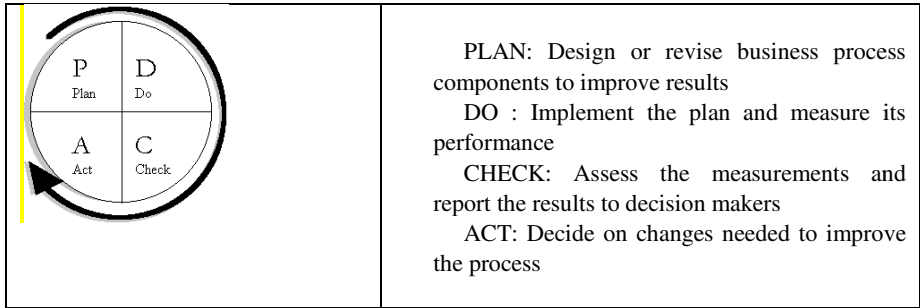 P D
Plan Do
A C
Act Check
PLAN: Design or revise business process
components to improve results
DO : Implement the plan and measure its
performance
CHECK: Assess the measurements and
report the results to decision makers
ACT: Decide on changes needed to improve
the process